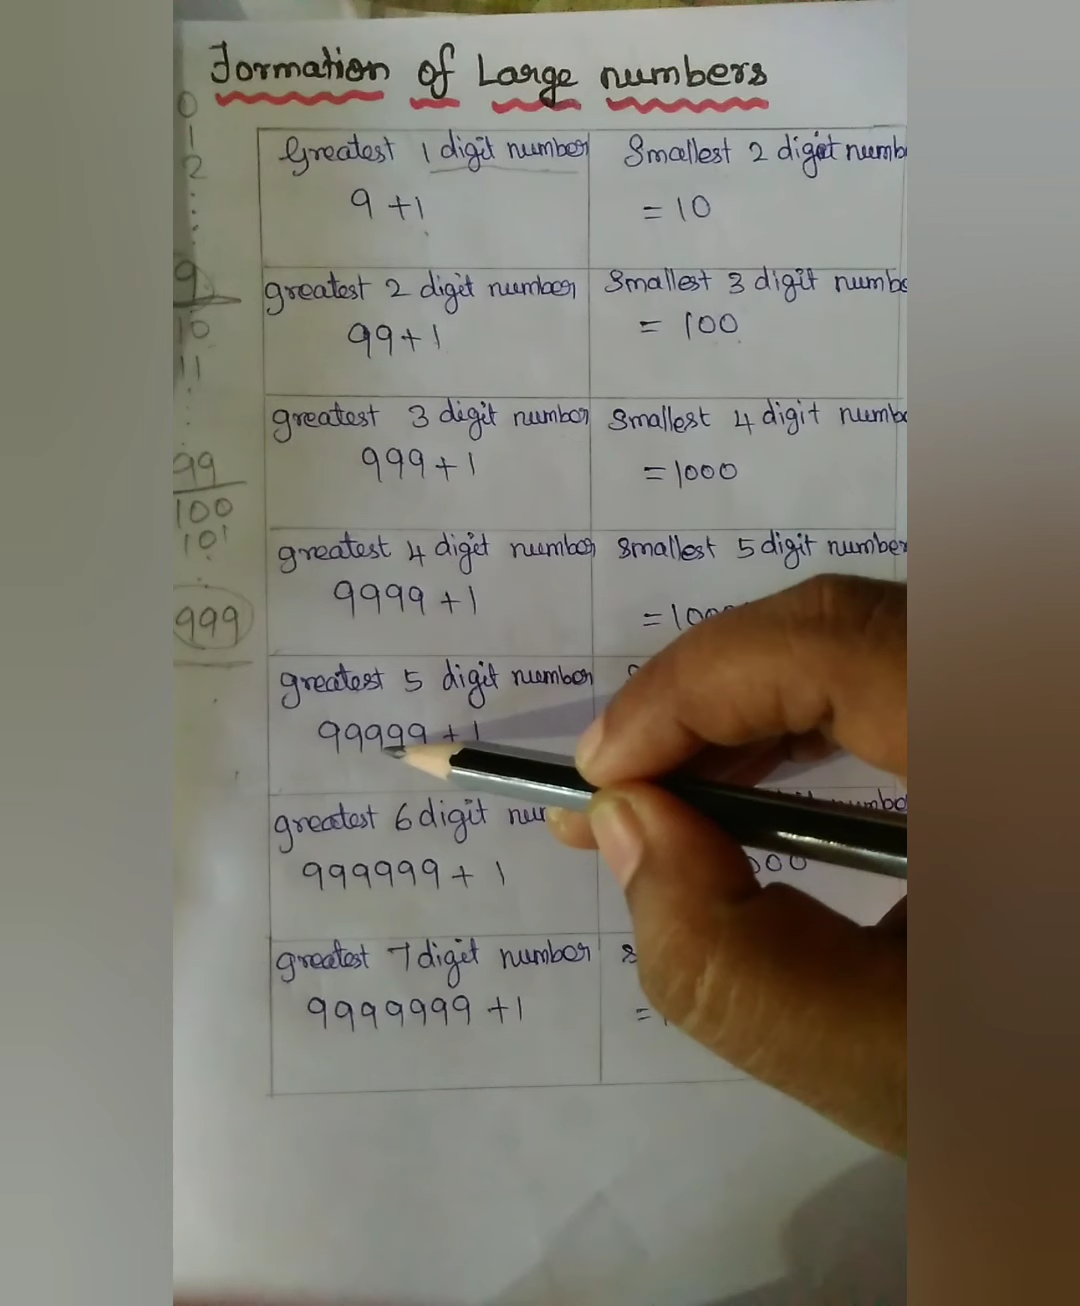 Formation of Large numbers
0
1
2
9
10
11
99
100
101
999
Greatest 1 digit number
9 +1
Smallest 2 digit numb
= 10
greatest 2 digit number
99+1
Smallest 3 digit numbe
= 100
greatest 3 digit number
999+1
Smallest 4 digit numbe
=1000
greatest 4 digit number
9999 +1
Smallest 5 digit number
greatest 5 digit number
99999 +1
greatest 6 digit
999999 + 1
greatest 7 digit number
9999999 +1